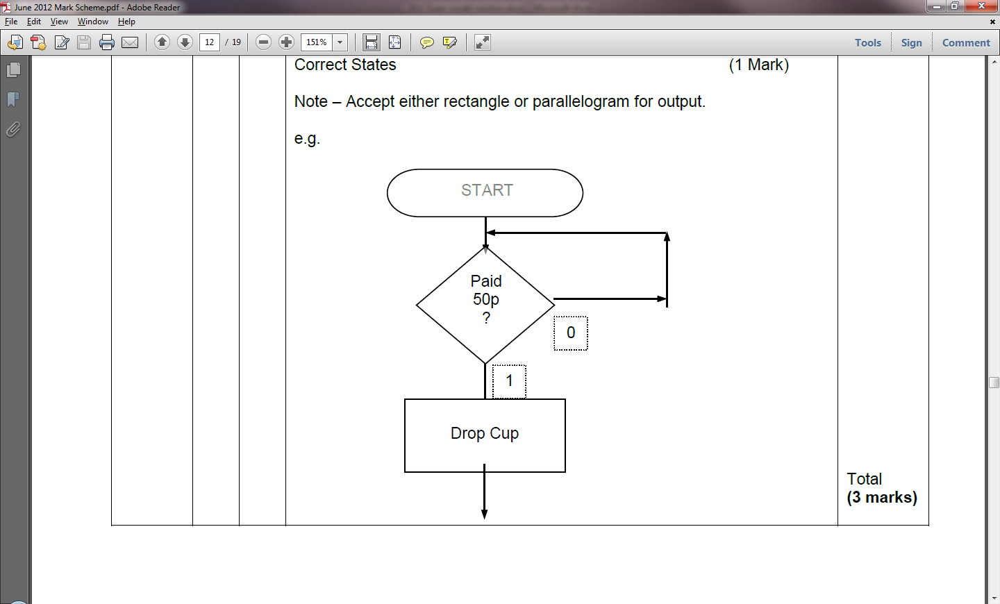 June 2012 Mark Scheme.pdf - Adobe Reader
File Edit View Window Help
12 / 19 151% Tools Sign Comment
Correct States (1 Mark)
Note – Accept either rectangle or parallelogram for output.
e.g.
START
Paid
50p
?
0
1
Drop Cup
Total
(3 marks)